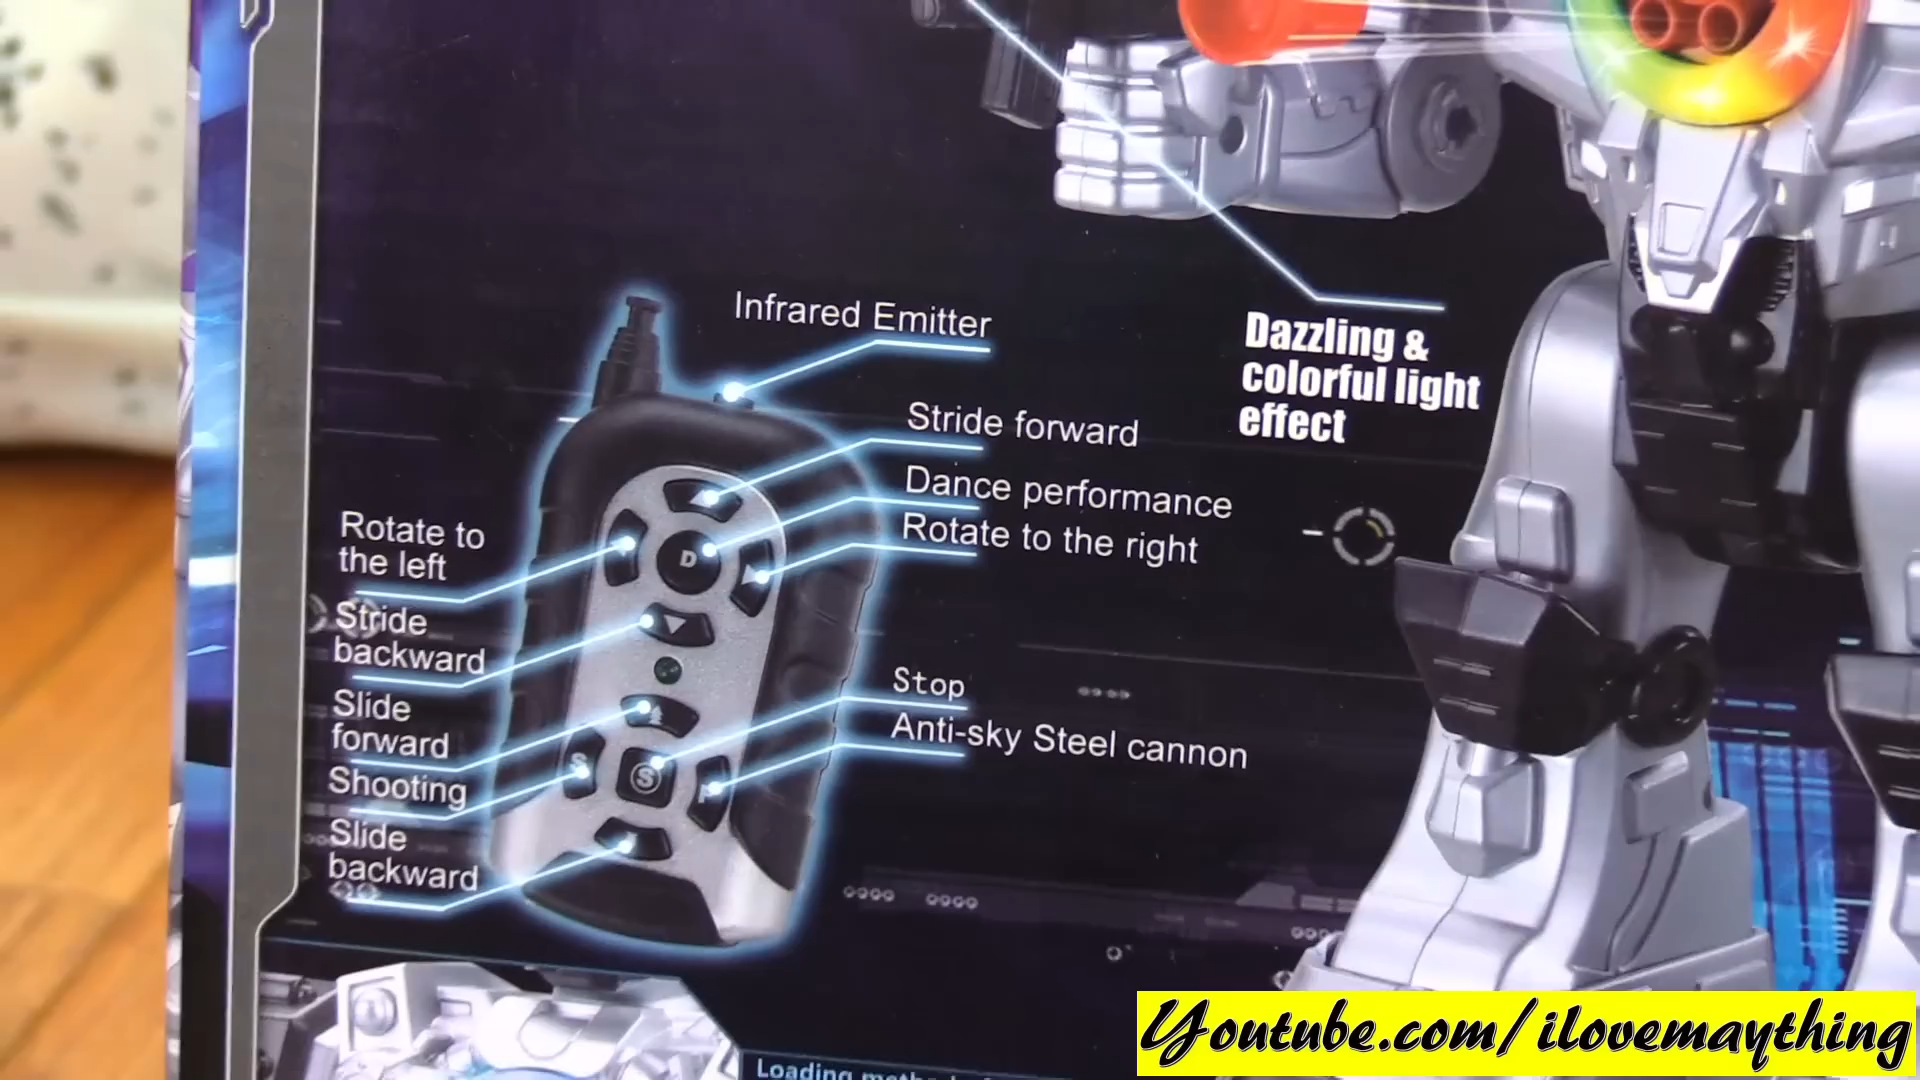 Infrared Emitter
Stride forward
Dance performance
Rotate to the right
Dazzling &
colorful light
effect
Rotate to
the left
Stride
backward
Slide
forward
Shooting
Slide
backward
D
Stop
Anti-sky Steel cannon
S
S
Loading
Youtube.com/ilovemaything